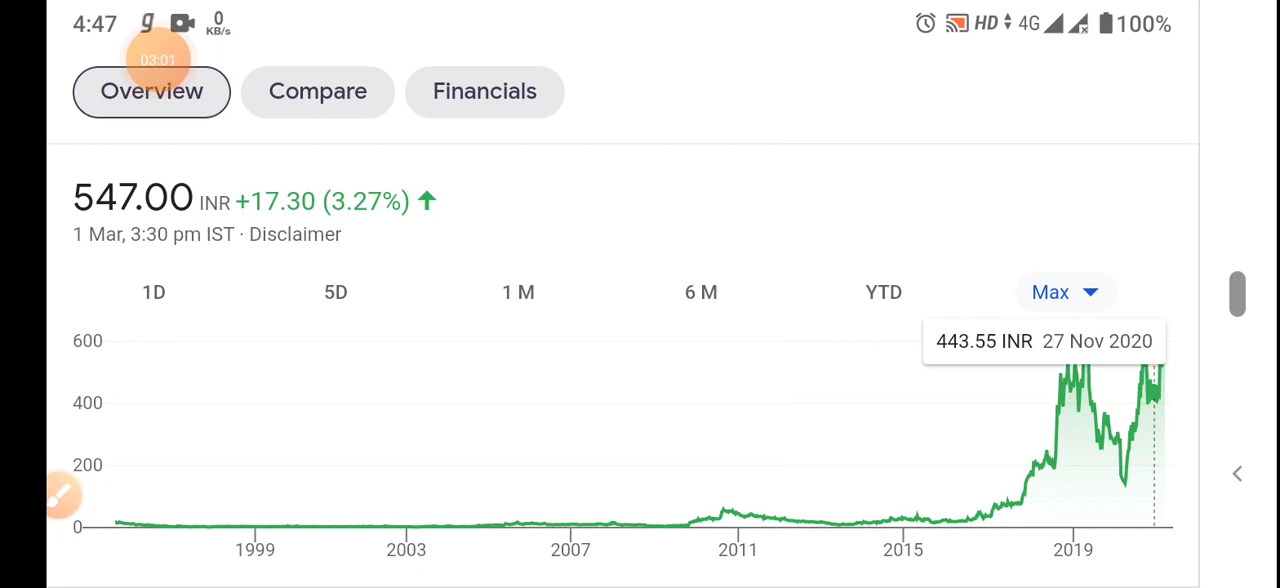 4:47 g 0 KB/s HD 4G 100%
03:01
Overview Compare Financials
547.00 INR +17.30 (3.27%)
1 Mar, 3:30 pm IST · Disclaimer
1D 5D 1 M 6 M YTD Max
443.55 INR 27 Nov 2020
600
400
200
0
1999 2003 2007 2011 2015 2019